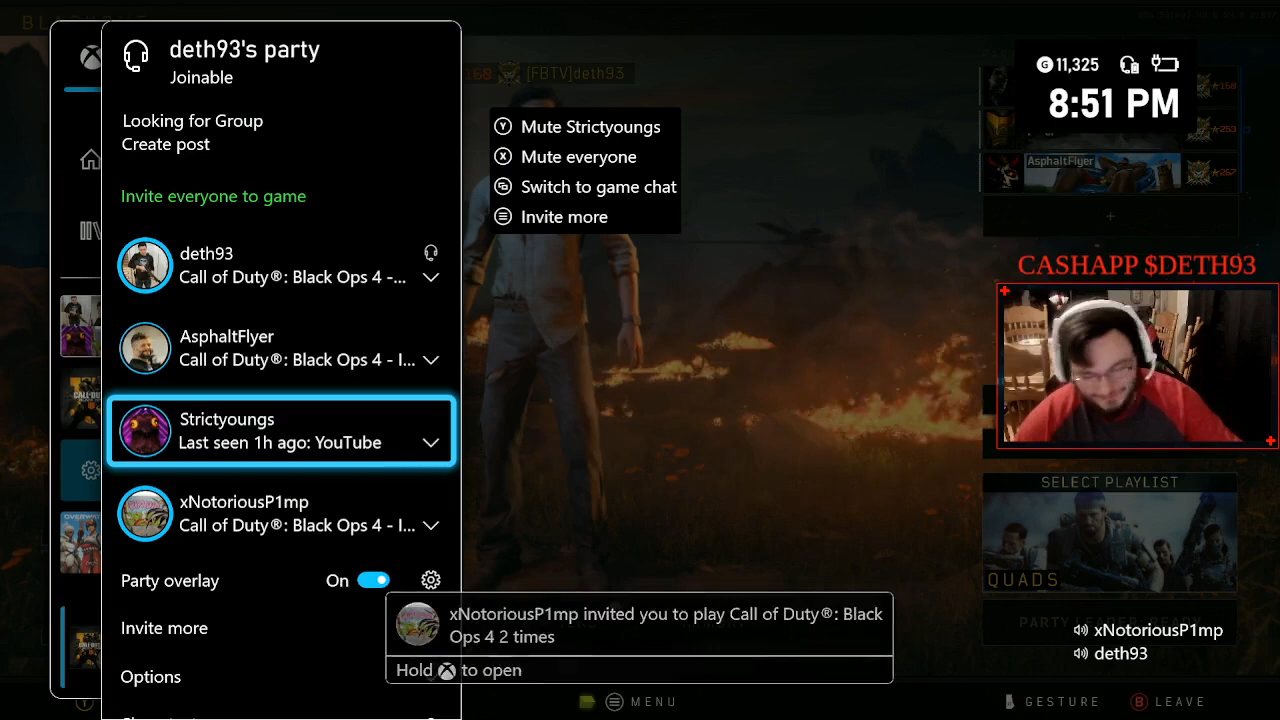 deth93's party
Joinable
Looking for Group
Create post
Invite everyone to game
deth93
Call of Duty®: Black Ops 4 -...
AsphaltFlyer
Call of Duty®: Black Ops 4 - I...
Strictyoungs
Last seen 1h ago: YouTube
xNotoriousP1mp
Call of Duty®: Black Ops 4 - I...
Party overlay
On
Invite more
Options
168 [FBTV]deth93
Y Mute Strictyoungs
X Mute everyone
Switch to game chat
Invite more
G 11,325
8:51 PM
168
253
AsphaltFlyer
267
CASHAPP $DETH93
SELECT PLAYLIST
QUADS
xNotoriousP1mp invited you to play Call of Duty®: Black
Ops 4 2 times
Hold to open
xNotoriousP1mp
deth93
MENU
GESTURE
B LEAVE